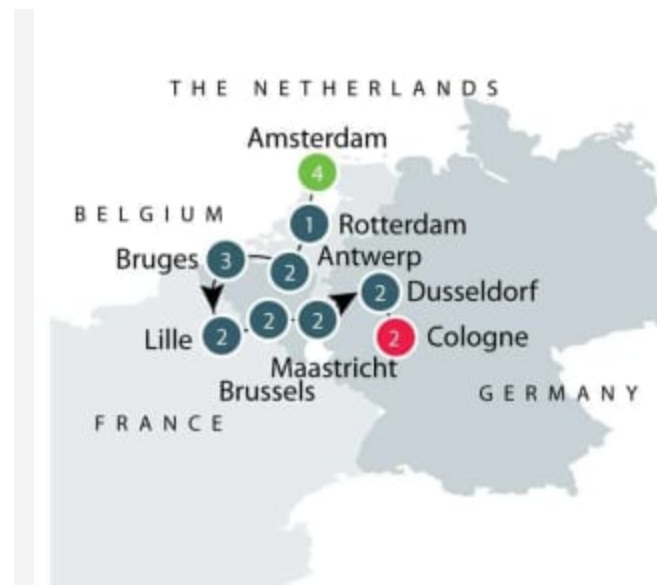 THE NETHERLANDS
Amsterdam
4
BELGIUM
1 Rotterdam
Bruges 3
2 Antwerp
2 Dusseldorf
Lille 2
2
2
Maastricht
2 Cologne
Brussels
GERMANY
FRANCE